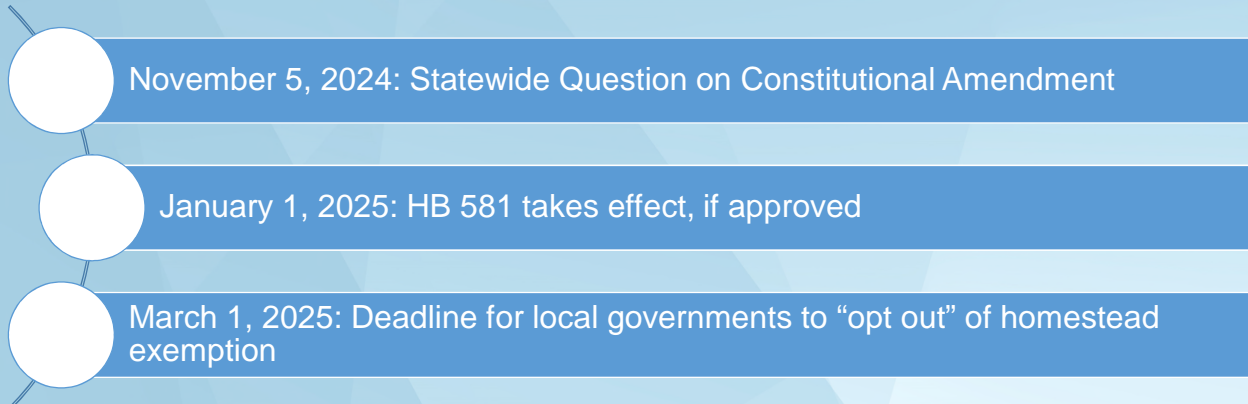 November 5, 2024: Statewide Question on Constitutional Amendment
January 1, 2025: HB 581 takes effect, if approved
March 1, 2025: Deadline for local governments to “opt out” of homestead
exemption